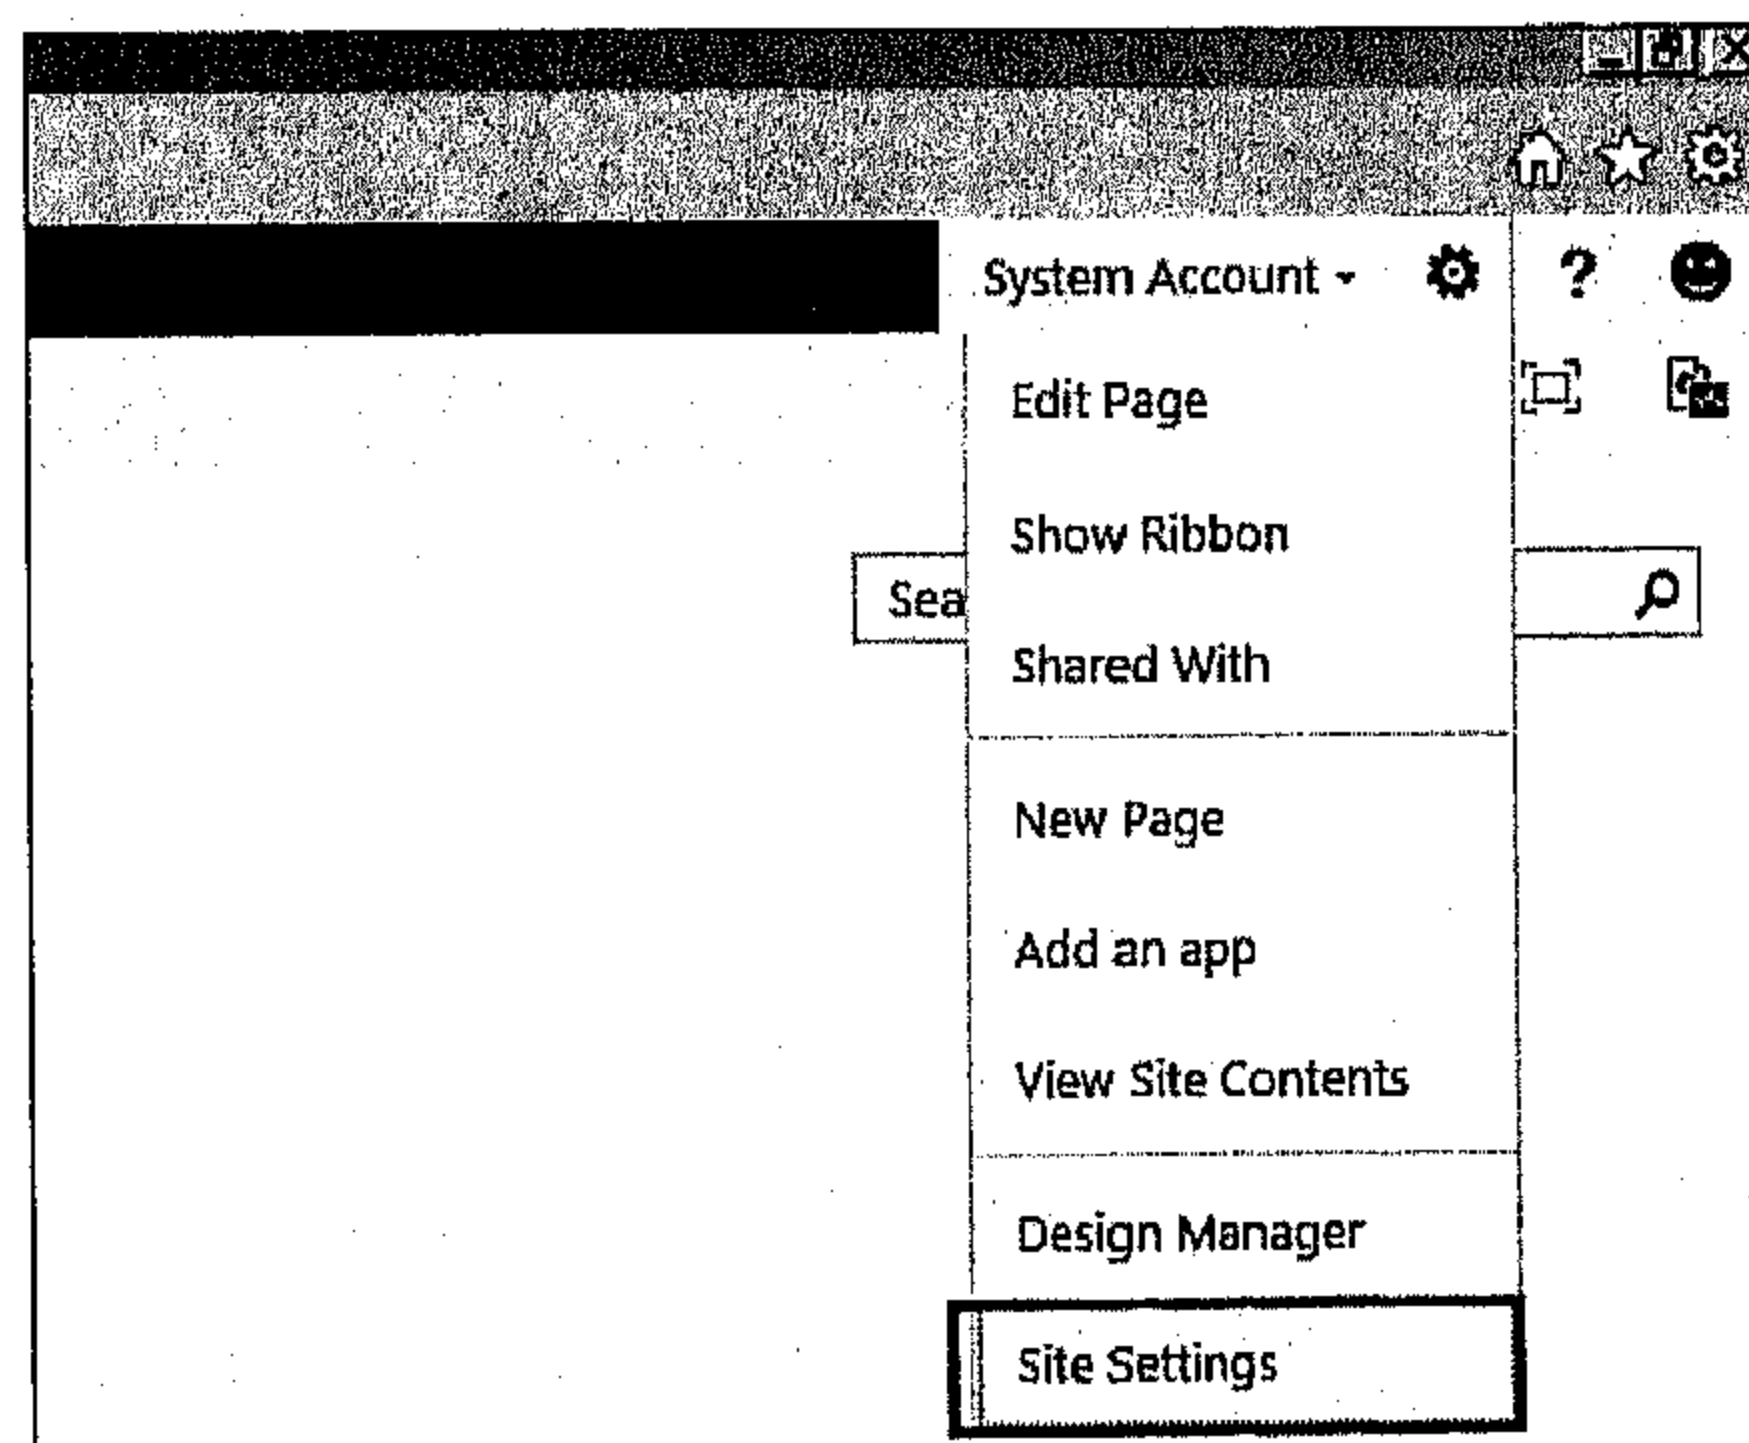 System Account
?
Edit Page
Show Ribbon
Sea
Shared With
New Page
Add an app
View Site Contents
Design Manager
Site Settings